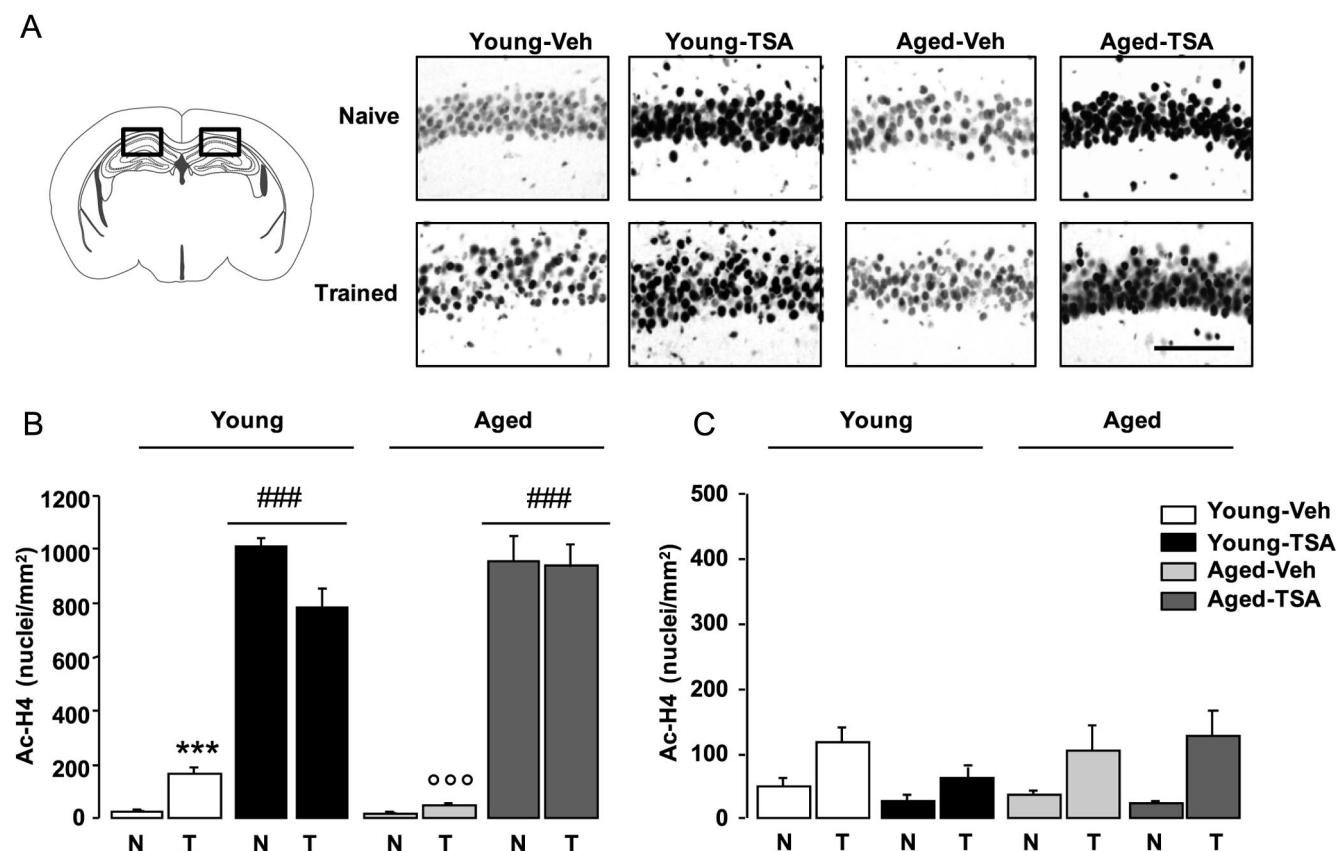 A
Young-Veh Young-TSA Aged-Veh Aged-TSA
Naive
Trained
B
Young Aged
Ac-H4 (nuclei/mm²)
1200
1000
800
600
400
200
0
###
###
***
°°°
N T N T N T N T
C
Young Aged
Ac-H4 (nuclei/mm²)
500
400
300
200
100
0
Young-Veh
Young-TSA
Aged-Veh
Aged-TSA
N T N T N T N T